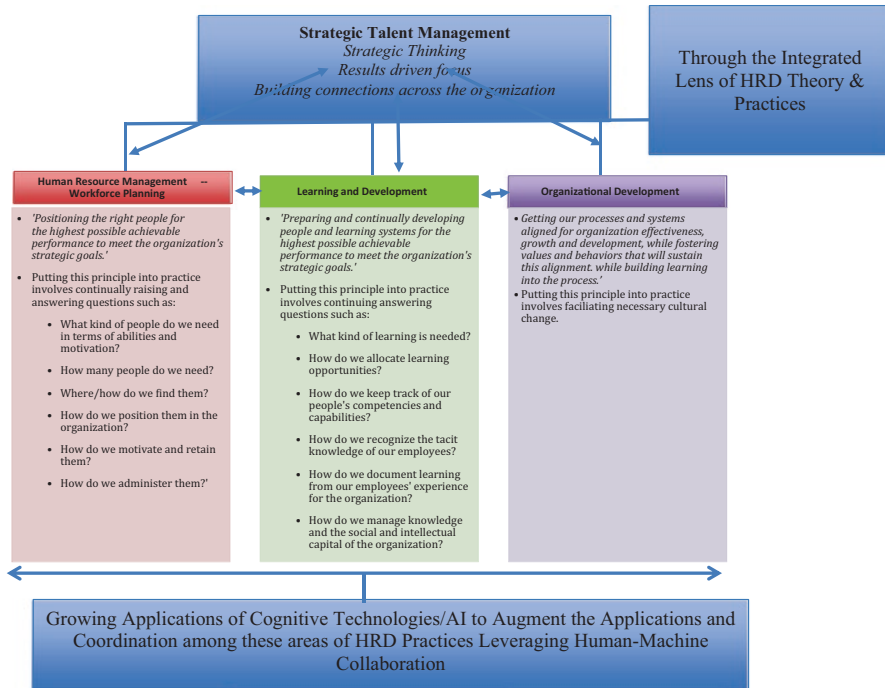 Strategic Talent Management
Strategic Thinking
Results driven focus
Building connections across the organization
Through the Integrated
Lens of HRD Theory &
Practices
Human Resource Management --
Workforce Planning
• 'Positioning the right people for
the highest possible achievable
performance to meet the organization's
strategic goals.'
• Putting this principle into practice
involves continually raising and
answering questions such as:
• What kind of people do we need
in terms of abilities and
motivation?
• How many people do we need?
• Where/how do we find them?
• How do we position them in the
organization?
• How do we motivate and retain
them?
• How do we administer them?'
Learning and Development
• 'Preparing and continually developing
people and learning systems for the
highest possible achievable
performance to meet the organization's
strategic goals.'
• Putting this principle into practice
involves continuing answering
questions such as:
• What kind of learning is needed?
• How do we allocate learning
opportunities?
• How do we keep track of our
people's competencies and
capabilities?
• How do we recognize the tacit
knowledge of our employees?
• How do we document learning
from our employees' experience
for the organization?
• How do we manage knowledge
and the social and intellectual
capital of the organization?
Organizational Development
• Getting our processes and systems
aligned for organization effectiveness,
growth and development, while fostering
values and behaviors that will sustain
this alignment. while building learning
into the process.'
• Putting this principle into practice
involves faciliating necessary cultural
change.
Growing Applications of Cognitive Technologies/AI to Augment the Applications and
Coordination among these areas of HRD Practices Leveraging Human-Machine
Collaboration